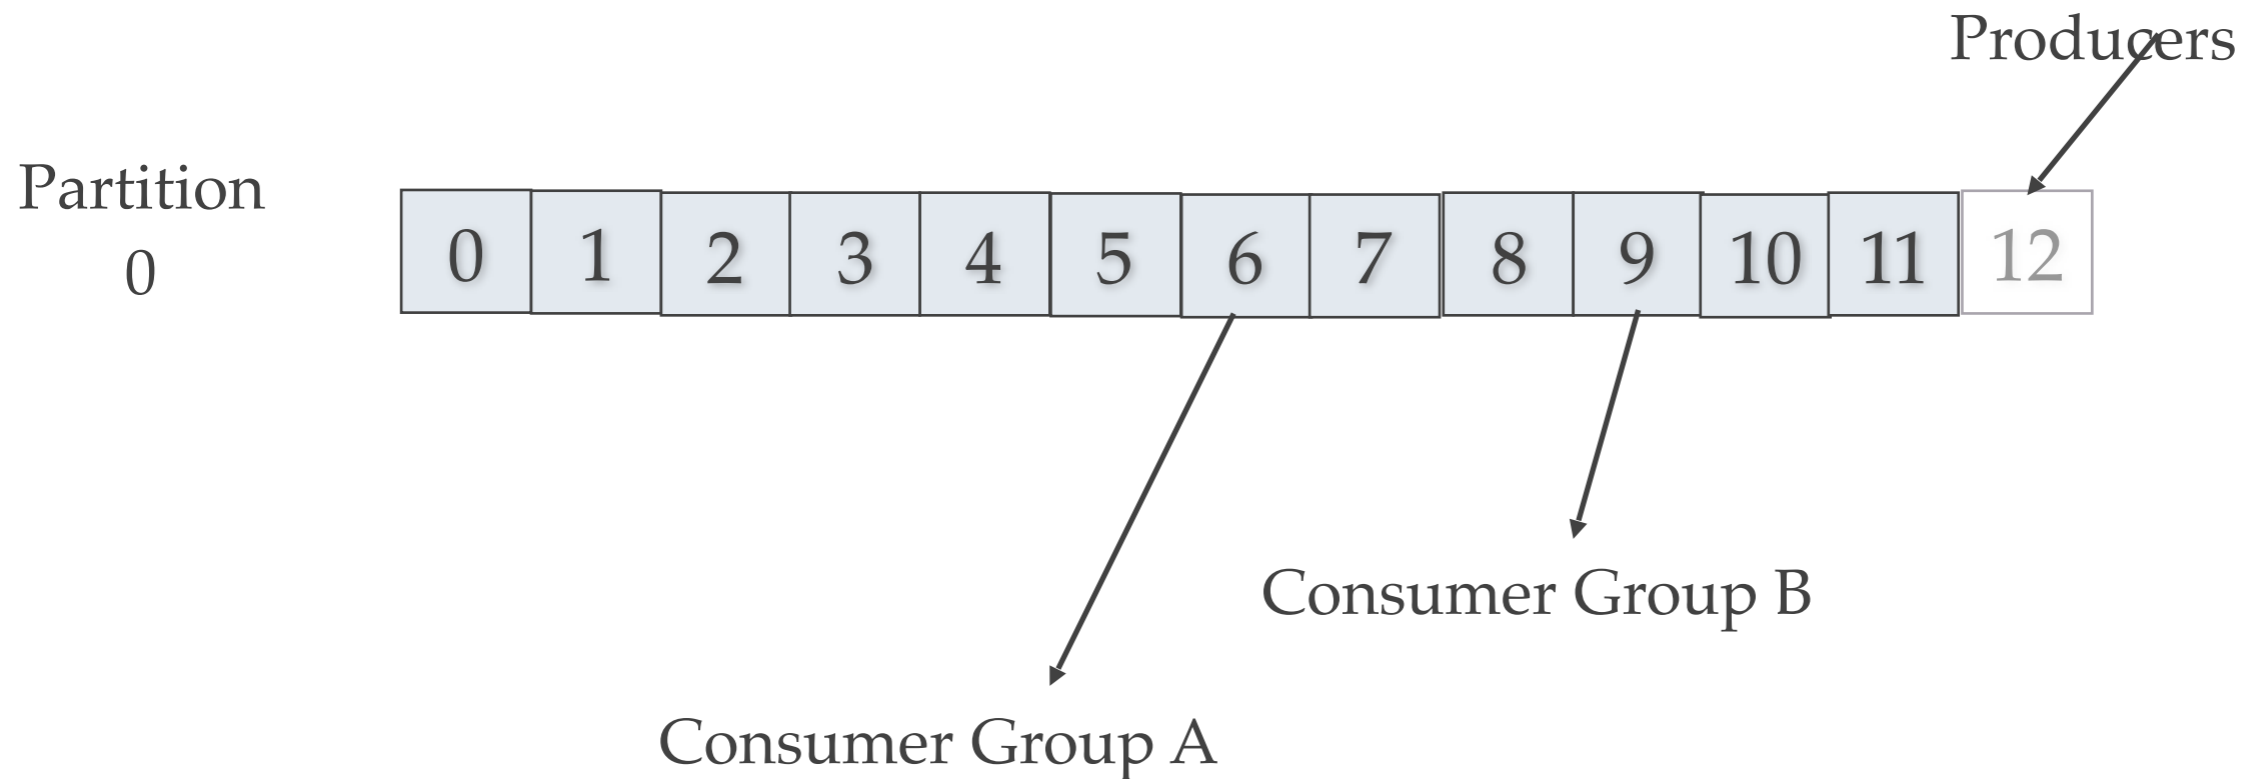 Producers
Partition
0
0 1 2 3 4 5 6 7 8 9 10 11 12
Consumer Group B
Consumer Group A